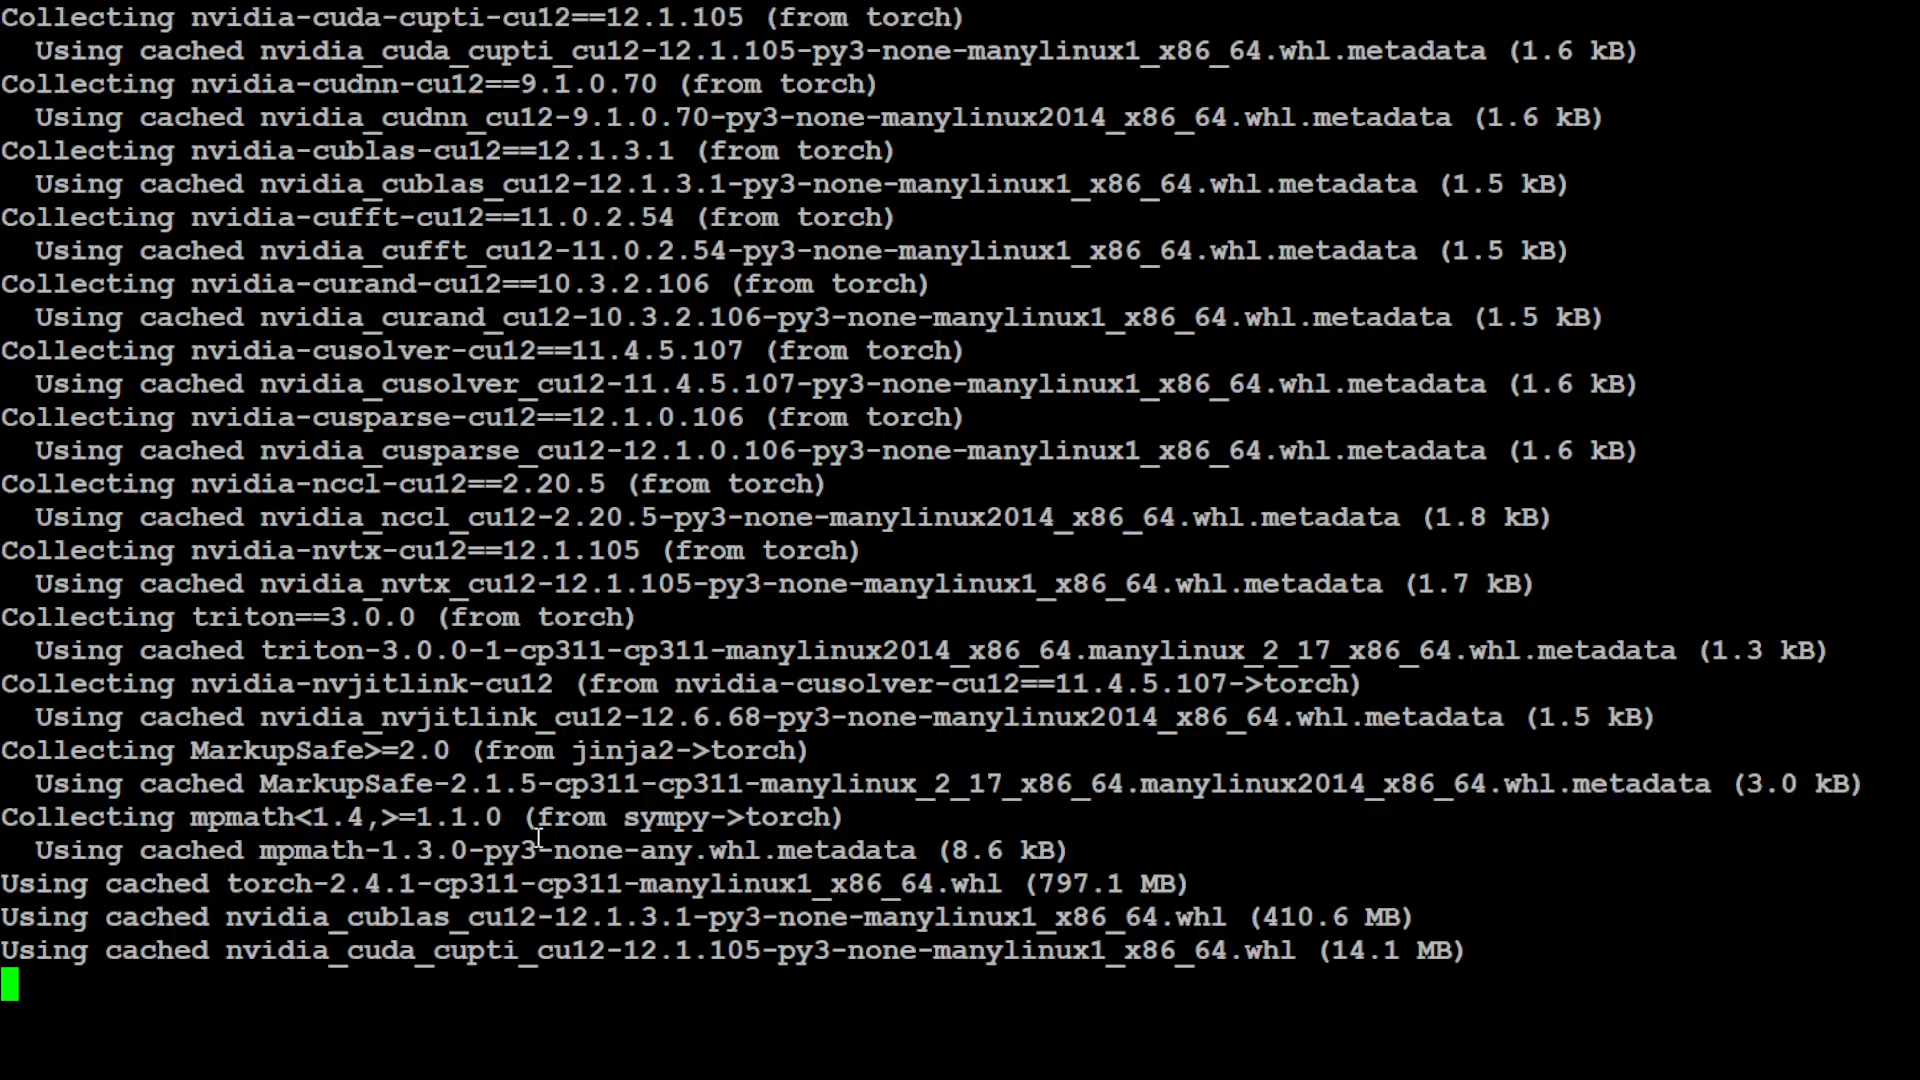 Collecting nvidia-cuda-cupti-cu12==12.1.105 (from torch)
Using cached nvidia_cuda_cupti_cu12-12.1.105-py3-none-manylinux1_x86_64.whl.metadata (1.6 kB)
Collecting nvidia-cudnn-cu12==9.1.0.70 (from torch)
Using cached nvidia_cudnn_cu12-9.1.0.70-py3-none-manylinux2014_x86_64.whl.metadata (1.6 kB)
Collecting nvidia-cublas-cu12==12.1.3.1 (from torch)
Using cached nvidia_cublas_cu12-12.1.3.1-py3-none-manylinux1_x86_64.whl.metadata (1.5 kB)
Collecting nvidia-cufft-cu12==11.0.2.54 (from torch)
Using cached nvidia_cufft_cu12-11.0.2.54-py3-none-manylinux1_x86_64.whl.metadata (1.5 kB)
Collecting nvidia-curand-cu12==10.3.2.106 (from torch)
Using cached nvidia_curand_cu12-10.3.2.106-py3-none-manylinux1_x86_64.whl.metadata (1.5 kB)
Collecting nvidia-cusolver-cu12==11.4.5.107 (from torch)
Using cached nvidia_cusolver_cu12-11.4.5.107-py3-none-manylinux1_x86_64.whl.metadata (1.6 kB)
Collecting nvidia-cusparse-cu12==12.1.0.106 (from torch)
Using cached nvidia_cusparse_cu12-12.1.0.106-py3-none-manylinux1_x86_64.whl.metadata (1.6 kB)
Collecting nvidia-nccl-cu12==2.20.5 (from torch)
Using cached nvidia_nccl_cu12-2.20.5-py3-none-manylinux2014_x86_64.whl.metadata (1.8 kB)
Collecting nvidia-nvtx-cu12==12.1.105 (from torch)
Using cached nvidia_nvtx_cu12-12.1.105-py3-none-manylinux1_x86_64.whl.metadata (1.7 kB)
Collecting triton==3.0.0 (from torch)
Using cached triton-3.0.0-1-cp311-cp311-manylinux2014_x86_64.manylinux_2_17_x86_64.whl.metadata (1.3 kB)
Collecting nvidia-nvjitlink-cu12 (from nvidia-cusolver-cu12==11.4.5.107->torch)
Using cached nvidia_nvjitlink_cu12-12.6.68-py3-none-manylinux2014_x86_64.whl.metadata (1.5 kB)
Collecting MarkupSafe>=2.0 (from jinja2->torch)
Using cached MarkupSafe-2.1.5-cp311-cp311-manylinux_2_17_x86_64.manylinux2014_x86_64.whl.metadata (3.0 kB)
Collecting mpmath<1.4,>=1.1.0 (from sympy->torch)
Using cached mpmath-1.3.0-py3-none-any.whl.metadata (8.6 kB)
Using cached torch-2.4.1-cp311-cp311-manylinux1_x86_64.whl (797.1 MB)
Using cached nvidia_cublas_cu12-12.1.3.1-py3-none-manylinux1_x86_64.whl (410.6 MB)
Using cached nvidia_cuda_cupti_cu12-12.1.105-py3-none-manylinux1_x86_64.whl (14.1 MB)